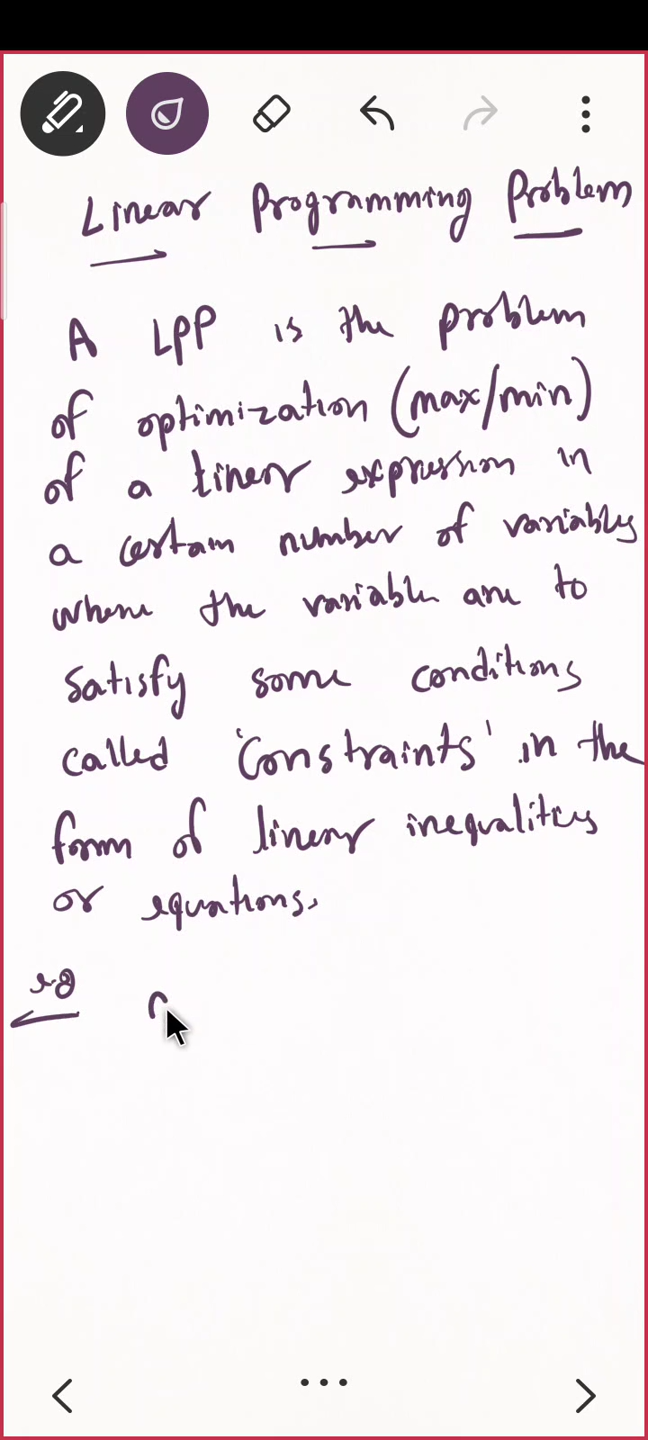 Linear Programming Problem
A LPP is the problem
of optimization (max/min)
of a linear expression in
a certain number of variables
where the variable are to
satisfy some conditions
called 'Constraints' in the
form of linear inequalities
or equations.
eg